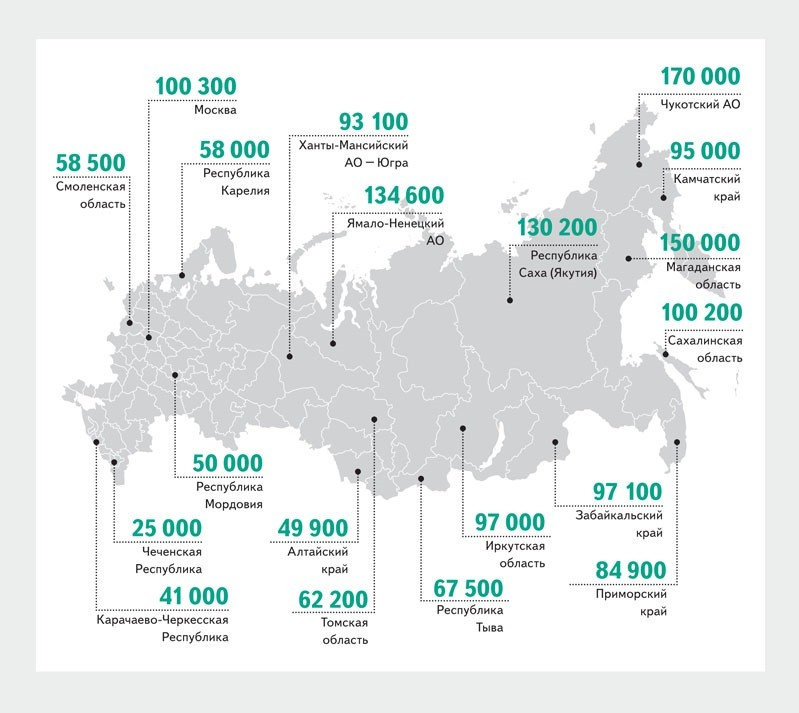 170 000
Чукотский АО
100 300
Москва
93 100
Ханты-Мансийский
АО – Югра
58 000
Республика
Карелия
95 000
Камчатский
край
58 500
Смоленская
область
134 600
Ямало-Ненецкий
АО
130 200
Республика
Саха (Якутия)
150 000
Магаданская
область
100 200
Сахалинская
область
50 000
Республика
Мордовия
97 100
Забайкальский
край
25 000
Чеченская
Республика
49 900
Алтайский
край
97 000
Иркутская
область
84 900
Приморский
край
41 000
Карачаево-Черкесская
Республика
62 200
Томская
область
67 500
Республика
Тыва